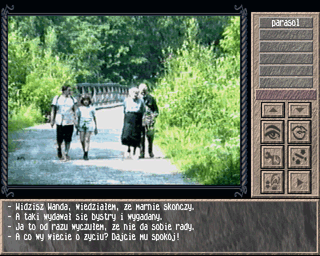 parasol
- Widzisz Wanda, wiedziałem, że marnie skończy.
- A taki wydawał się bystry i wygadany.
- Ja to od razu wyczułem, że nie da sobie rady.
- A co wy wiecie o życiu? Dajcie mu spokój!